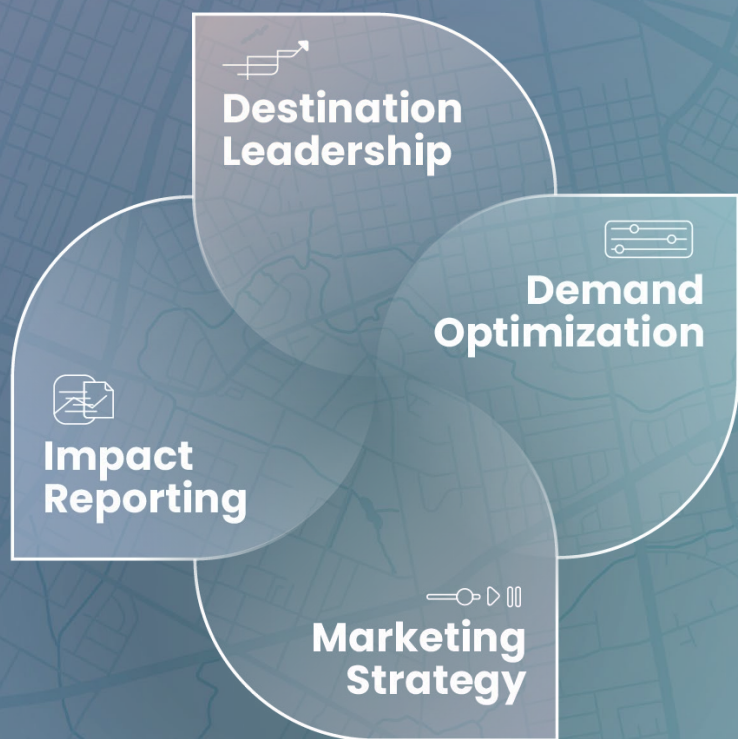 Destination
Leadership
Demand
Optimization
Impact
Reporting
Marketing
Strategy